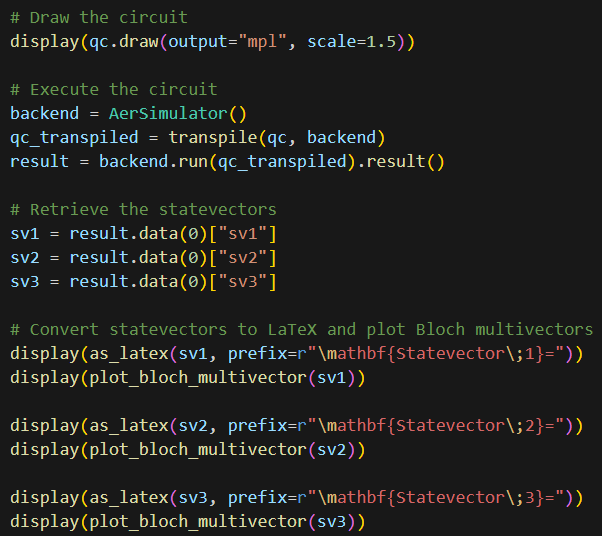 # Draw the circuit
display(qc.draw(output="mpl", scale=1.5))
# Execute the circuit
backend = AerSimulator()
qc_transpiled = transpile(qc, backend)
result = backend.run(qc_transpiled).result()
# Retrieve the statevectors
sv1 = result.data(0)["sv1"]
sv2 = result.data(0)["sv2"]
sv3 = result.data(0)["sv3"]
# Convert statevectors to LaTeX and plot Bloch multivectors
display(as_latex(sv1, prefix=r"\mathbf{Statevector\;1}="))
display(plot_bloch_multivector(sv1))
display(as_latex(sv2, prefix=r"\mathbf{Statevector\;2}="))
display(plot_bloch_multivector(sv2))
display(as_latex(sv3, prefix=r"\mathbf{Statevector\;3}="))
display(plot_bloch_multivector(sv3))